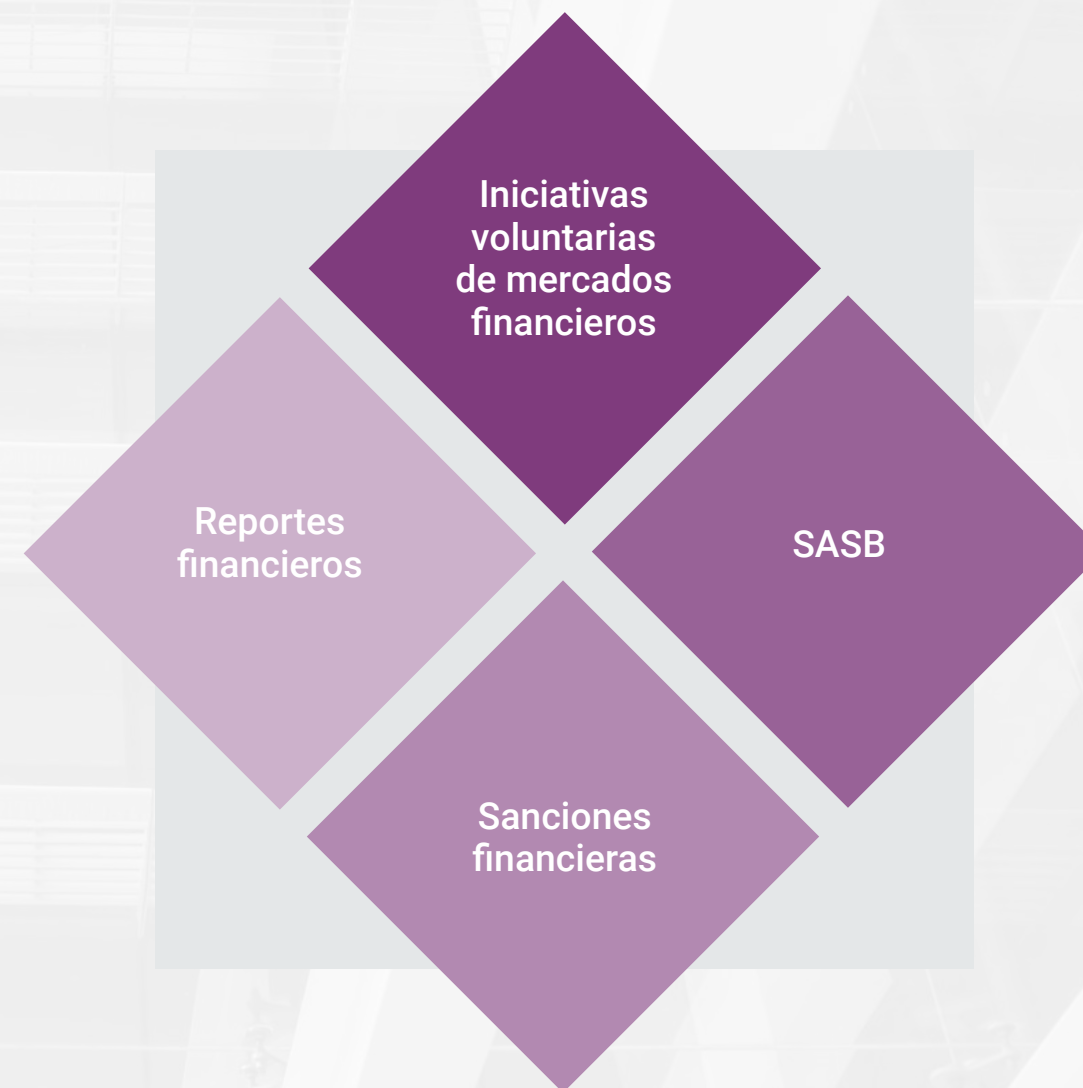 Iniciativas
voluntarias
de mercados
financieros
Reportes
financieros
SASB
Sanciones
financieras